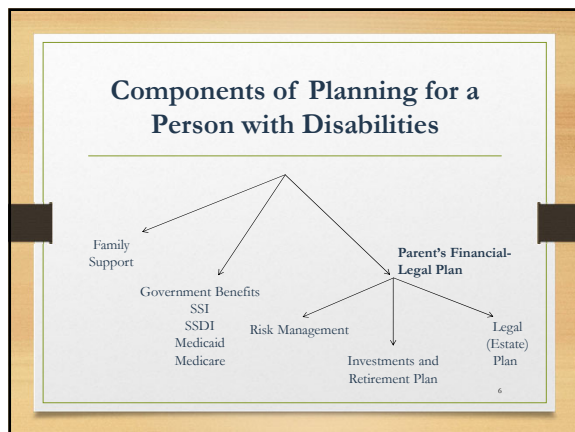 Components of Planning for a
Person with Disabilities
Family
Support
Government Benefits
SSI
SSDI
Medicaid
Medicare
Parent's Financial-
Legal Plan
Risk Management
Investments and
Retirement Plan
Legal
(Estate)
Plan
6